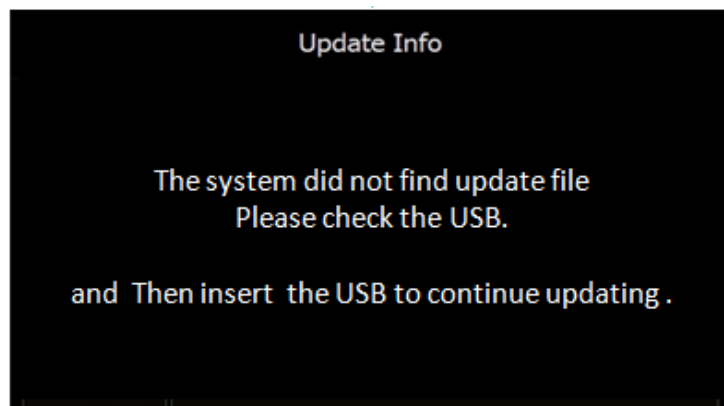 Update Info
The system did not find update file
Please check the USB.
and Then insert the USB to continue updating .